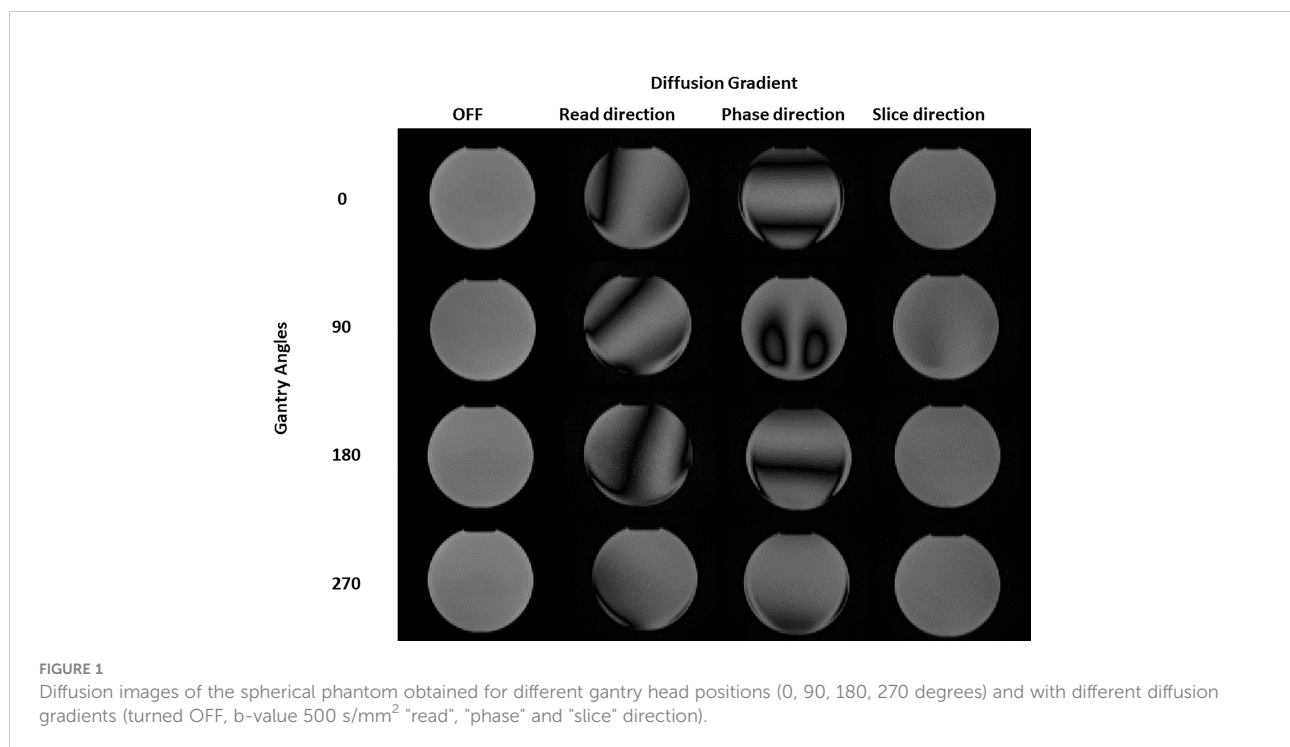 Diffusion Gradient
OFF Read direction Phase direction Slice direction
0
90
Gantry Angles
180
270
FIGURE 1
Diffusion images of the spherical phantom obtained for different gantry head positions (0, 90, 180, 270 degrees) and with different diffusion
gradients (turned OFF, b-value 500 s/mm² "read", "phase" and "slice" direction).